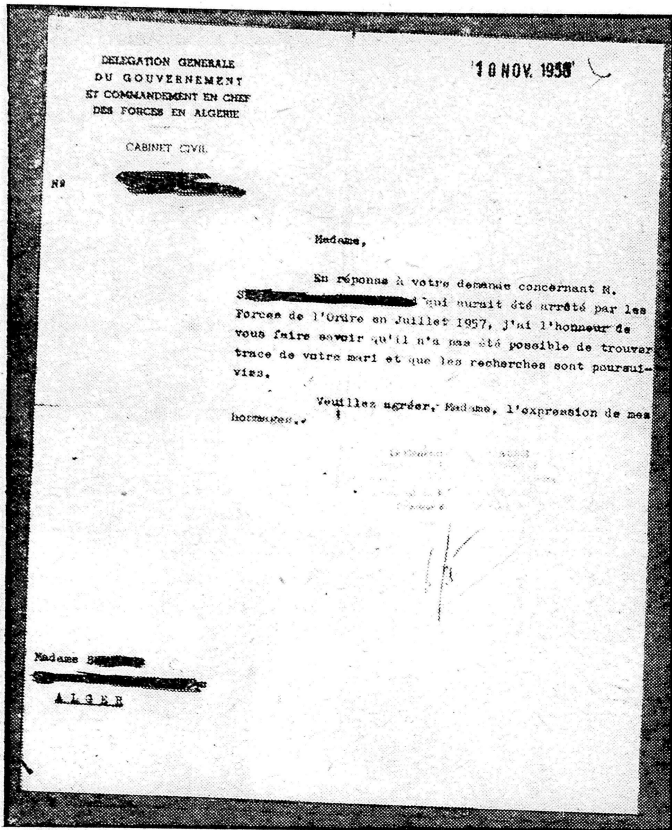 DELEGATION GENERALE
DU GOUVERNEMENT
ET COMMANDEMENT EN CHEF
DES FORCES EN ALGERIE
CABINET CIVIL
10 NOV. 1958
N°
Madame,
En réponse à votre demande concernant M.
S qui aurait été arrêté par les
Forces de l'Ordre en Juillet 1957, j'ai l'honneur de
vous faire savoir qu'il n'a pas été possible de trouver
trace de votre mari et que les recherches sont poursui-
vies.
Veuillez agréer, Madame, l'expression de mes
hommages..
Madame B
ALGER